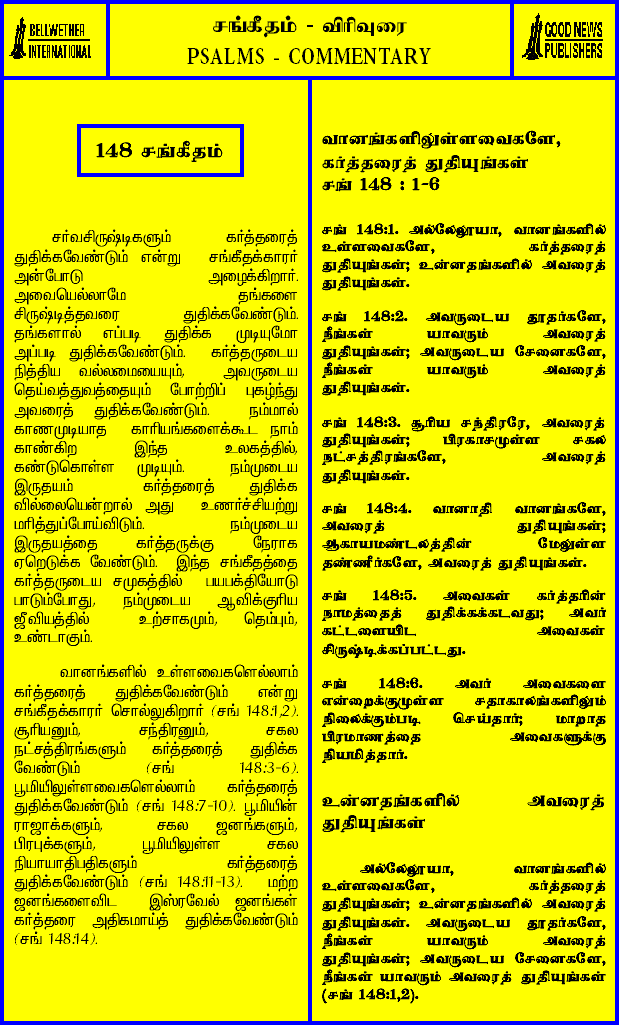 BELLWETHER
INTERNATIONAL
சங்கீதம் - விரிவுரை
PSALMS - COMMENTARY
GOOD NEWS
PUBLISHERS
148 சங்கீதம்
சர்வசிருஷ்டிகளும் கர்த்தரைத்
துதிக்கவேண்டும் என்று சங்கீதக்காரர்
அன்போடு அழைக்கிறார்.
அவையெல்லாமே தங்களை
சிருஷ்டித்தவரை துதிக்கவேண்டும்.
தங்களால் எப்படி துதிக்க முடியுமோ
அப்படி துதிக்கவேண்டும். கர்த்தருடைய
நித்திய வல்லமையையும், அவருடைய
தெய்வத்துவத்தையும் போற்றிப் புகழ்ந்து
அவரைத் துதிக்கவேண்டும். நம்மால்
காணமுடியாத காரியங்களைக்கூட நாம்
காண்கிற இந்த உலகத்தில்,
கண்டுகொள்ள முடியும். நம்முடைய
இருதயம் கர்த்தரைத் துதிக்க
வில்லையென்றால் அது உணர்ச்சியற்று
மரித்துப்போய்விடும். நம்முடைய
இருதயத்தை கர்த்தருக்கு நேராக
ஏறெடுக்க வேண்டும். இந்த சங்கீதத்தை
கர்த்தருடைய சமுகத்தில் பயபக்தியோடு
பாடும்போது, நம்முடைய ஆவிக்குரிய
ஜீவியத்தில் உற்சாகமும், தெம்பும்,
உண்டாகும்.
வானங்களில் உள்ளவைகளெல்லாம்
கர்த்தரைத் துதிக்கவேண்டும் என்று
சங்கீதக்காரர் சொல்லுகிறார் (சங் 148:1,2).
சூரியனும், சந்திரனும், சகல
நட்சத்திரங்களும் கர்த்தரைத் துதிக்க
வேண்டும் (சங் 148:3-6).
பூமியிலுள்ளவைகளெல்லாம் கர்த்தரைத்
துதிக்கவேண்டும் (சங் 148:7-10). பூமியின்
ராஜாக்களும், சகல ஜனங்களும்,
பிரபுக்களும், பூமியிலுள்ள சகல
நியாயாதிபதிகளும் கர்த்தரைத்
துதிக்கவேண்டும் (சங் 148:11-13). மற்ற
ஜனங்களைவிட இஸ்ரவேல் ஜனங்கள்
கர்த்தரை அதிகமாய்த் துதிக்கவேண்டும்
(சங் 148:14).
வானங்களிலுள்ளவைகளே,
கர்த்தரைத் துதியுங்கள்
சங் 148 : 1-6
சங் 148:1. அல்லேலூயா, வானங்களில்
உள்ளவைகளே, கர்த்தரைத்
துதியுங்கள்; உன்னதங்களில் அவரைத்
துதியுங்கள்.
சங் 148:2. அவருடைய தூதர்களே,
நீங்கள் யாவரும் அவரைத்
துதியுங்கள்; அவருடைய சேனைகளே,
நீங்கள் யாவரும் அவரைத்
துதியுங்கள்.
சங் 148:3. சூரிய சந்திரரே, அவரைத்
துதியுங்கள்; பிரகாசமுள்ள சகல
நட்சத்திரங்களே, அவரைத்
துதியுங்கள்.
சங் 148:4. வானாதி வானங்களே,
அவரைத் துதியுங்கள்;
ஆகாயமண்டலத்தின் மேலுள்ள
தண்ணீர்களே, அவரைத் துதியுங்கள்.
சங் 148:5. அவைகள் கர்த்தரின்
நாமத்தைத் துதிக்கக்கடவது; அவர்
கட்டளையிட அவைகள்
சிருஷ்டிக்கப்பட்டது.
சங் 148:6. அவர் அவைகளை
என்றைக்குமுள்ள சதாகாலங்களிலும்
நிலைக்கும்படி செய்தார்; மாறாத
பிரமாணத்தை அவைகளுக்கு
நியமித்தார்.
உன்னதங்களில் அவரைத்
துதியுங்கள்
அல்லேலூயா, வானங்களில்
உள்ளவைகளே, கர்த்தரைத்
துதியுங்கள்; உன்னதங்களில் அவரைத்
துதியுங்கள். அவருடைய தூதர்களே,
நீங்கள் யாவரும் அவரைத்
துதியுங்கள்; அவருடைய சேனைகளே,
நீங்கள் யாவரும் அவரைத் துதியுங்கள்
(சங் 148:1,2).